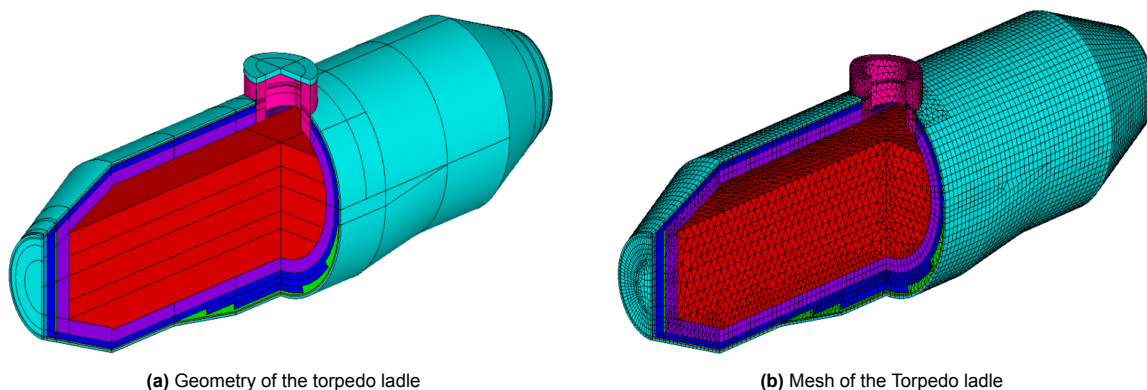 (a) Geometry of the torpedo ladle
(b) Mesh of the Torpedo ladle